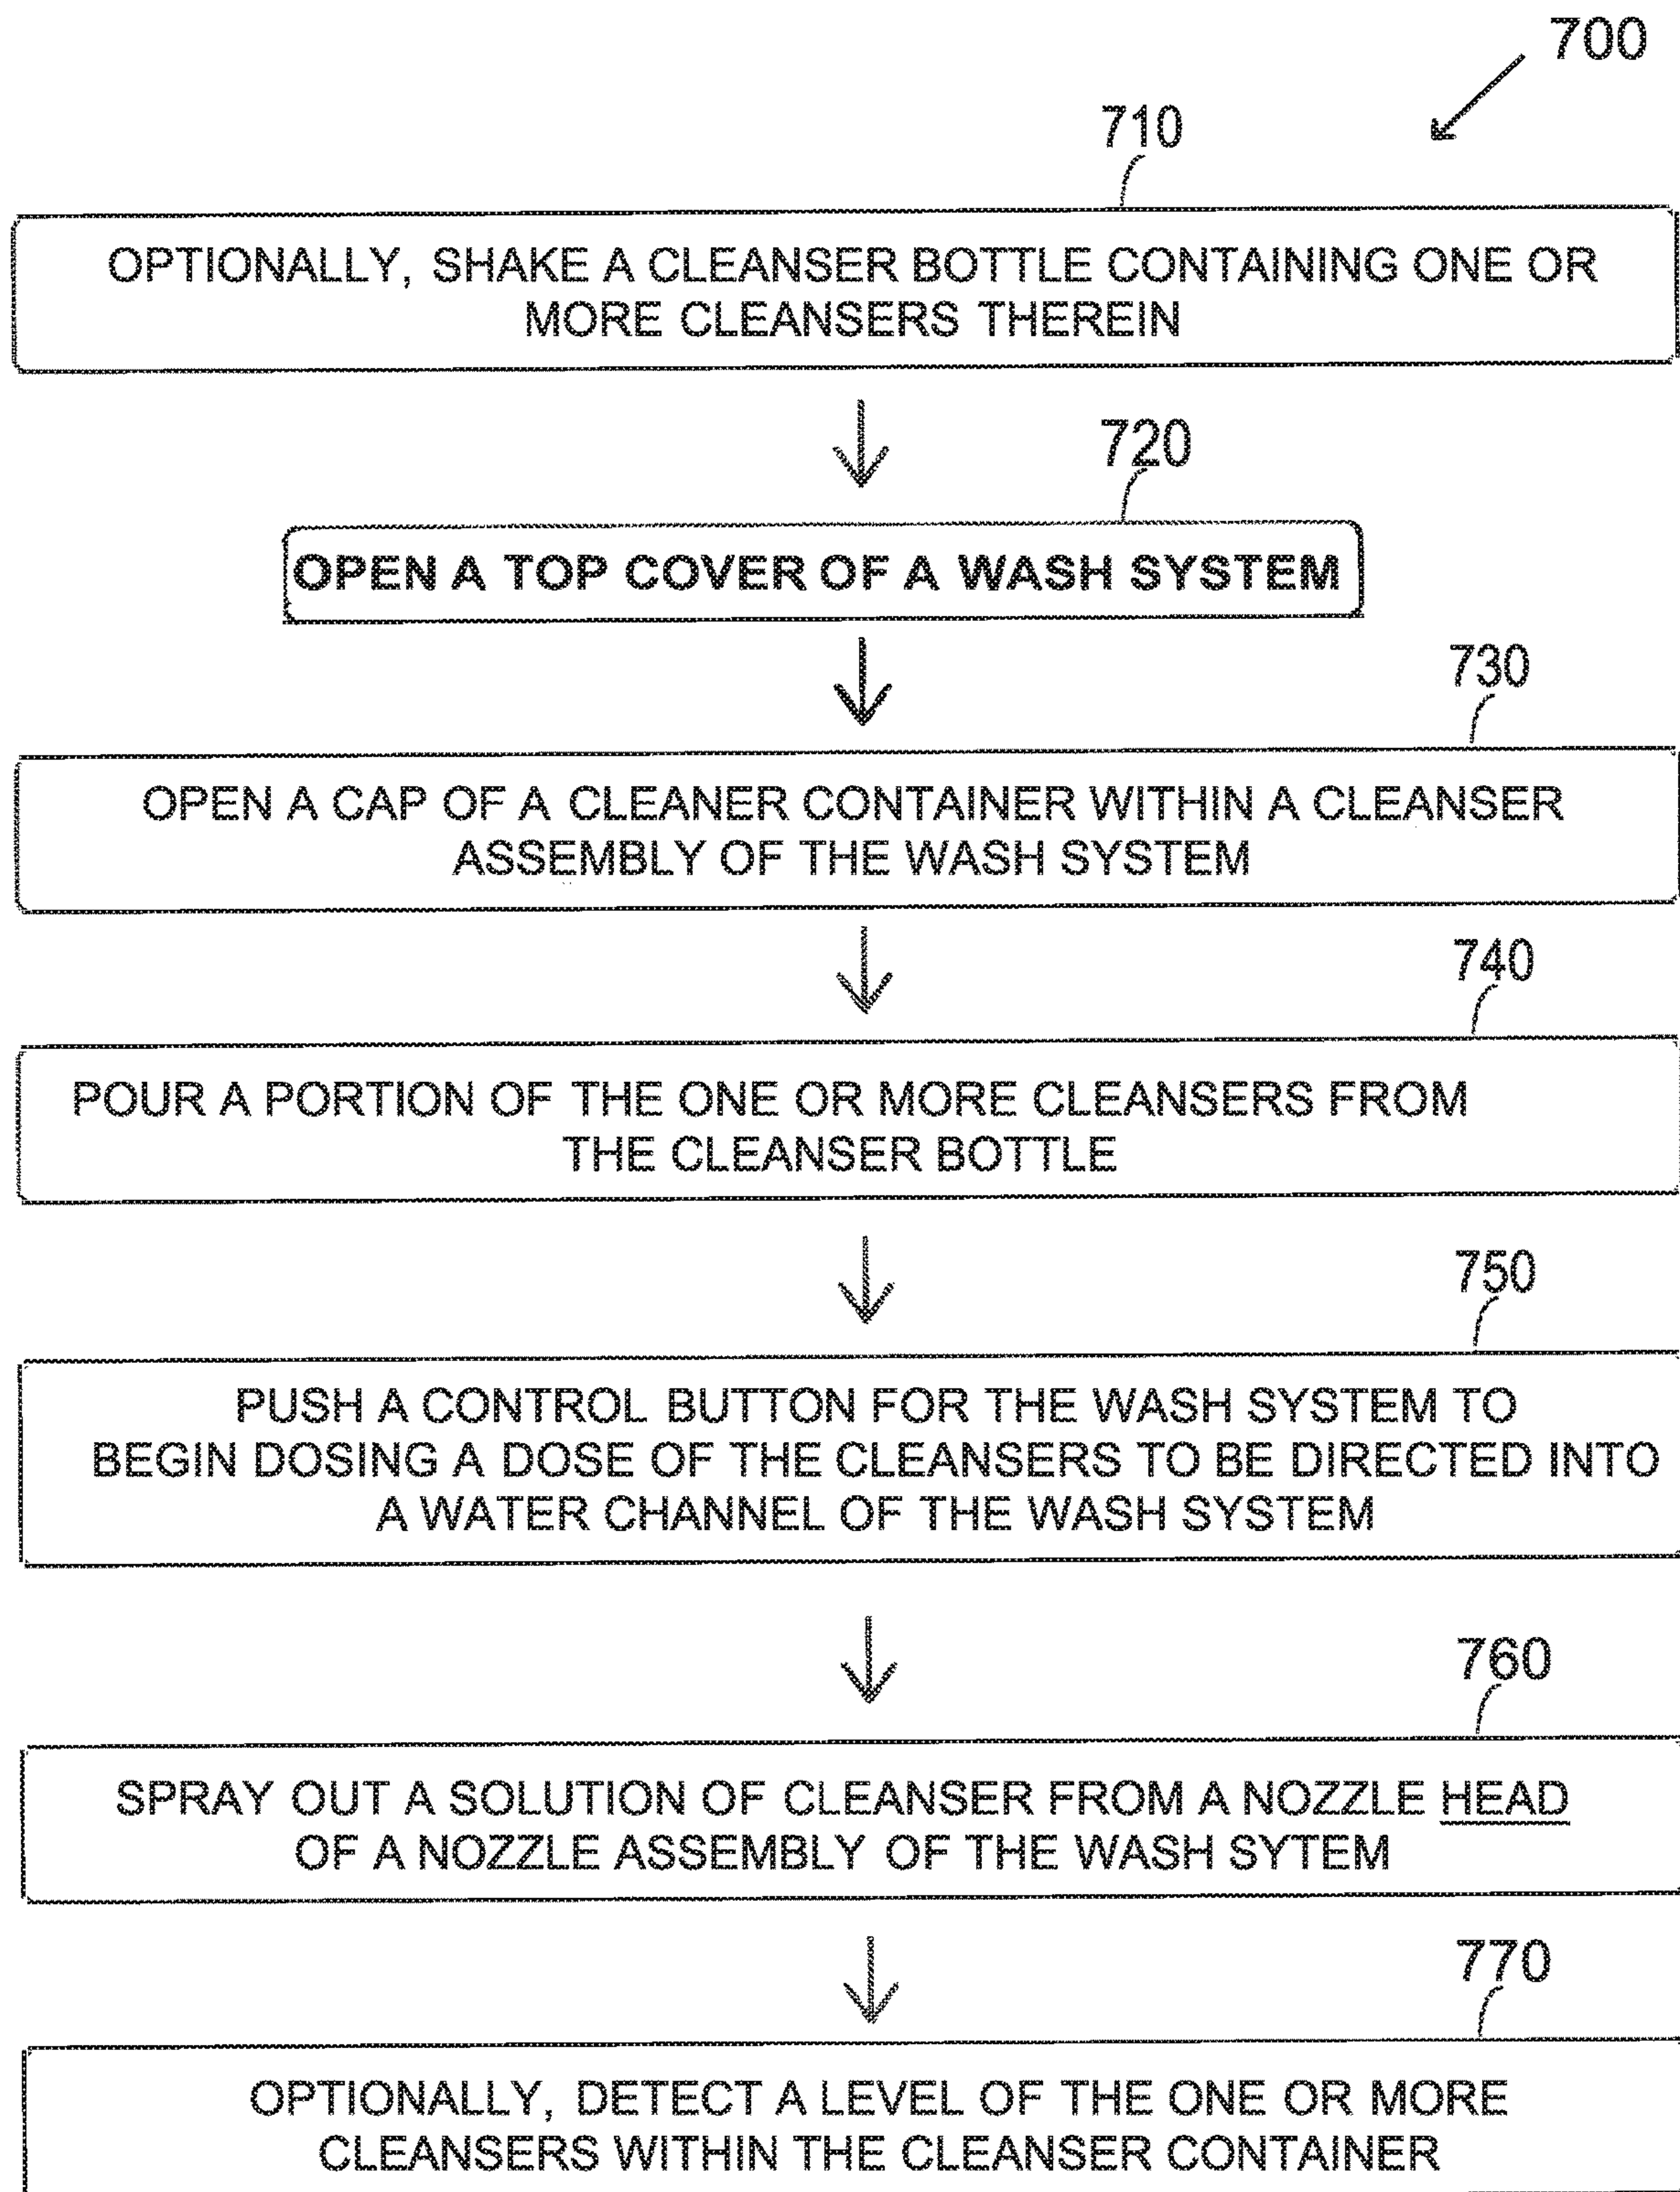 700
710
OPTIONALLY, SHAKE A CLEANSER BOTTLE CONTAINING ONE OR
MORE CLEANSERS THEREIN
720
OPEN A TOP COVER OF A WASH SYSTEM
730
OPEN A CAP OF A CLEANER CONTAINER WITHIN A CLEANSER
ASSEMBLY OF THE WASH SYSTEM
740
POUR A PORTION OF THE ONE OR MORE CLEANSERS FROM
THE CLEANSER BOTTLE
750
PUSH A CONTROL BUTTON FOR THE WASH SYSTEM TO
BEGIN DOSING A DOSE OF THE CLEANSERS TO BE DIRECTED INTO
A WATER CHANNEL OF THE WASH SYSTEM
760
SPRAY OUT A SOLUTION OF CLEANSER FROM A NOZZLE HEAD
OF A NOZZLE ASSEMBLY OF THE WASH SYTEM
770
OPTIONALLY, DETECT A LEVEL OF THE ONE OR MORE
CLEANSERS WITHIN THE CLEANSER CONTAINER